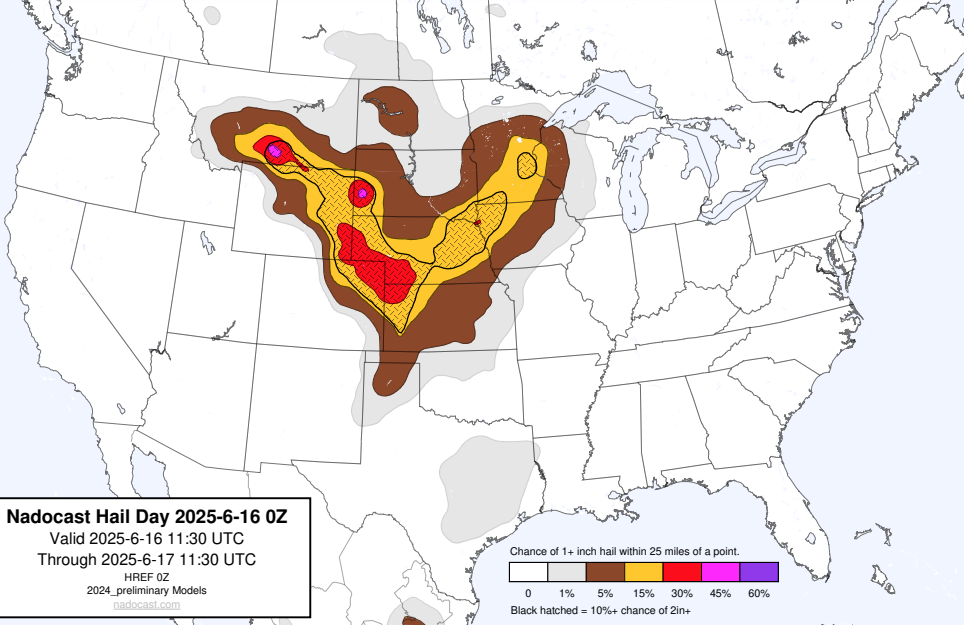 Nadocast Hail Day 2025-6-16 0Z
Valid 2025-6-16 11:30 UTC
Through 2025-6-17 11:30 UTC
HREF 0Z
2024_preliminary Models
nadocast.com
Chance of 1+ inch hail within 25 miles of a point.
0 1% 5% 15% 30% 45% 60%
Black hatched = 10%+ chance of 2in+